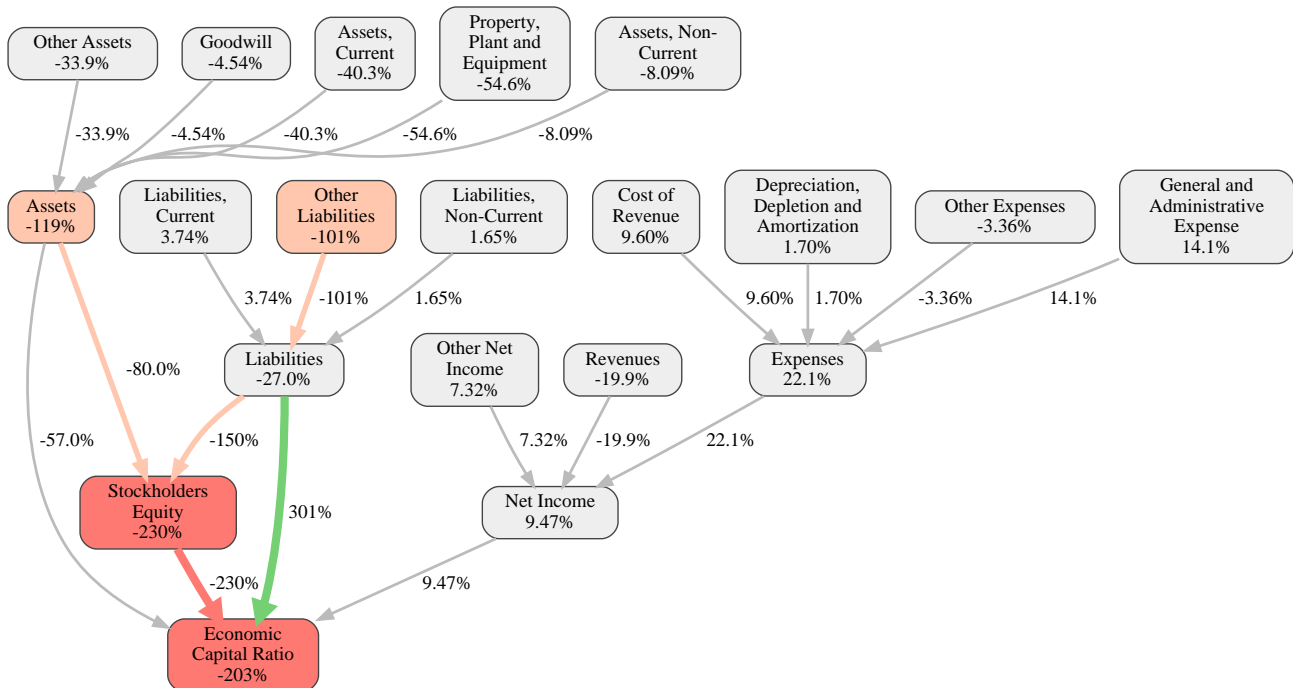 Other Assets
-33.9%
Goodwill
-4.54%
Assets,
Current
-40.3%
Property,
Plant and
Equipment
-54.6%
Assets, Non-
Current
-8.09%
-33.9%
-4.54%
-40.3%
-54.6%
-8.09%
Assets
-119%
Liabilities,
Current
3.74%
Other
Liabilities
-101%
Liabilities,
Non-Current
1.65%
Cost of
Revenue
9.60%
Depreciation,
Depletion and
Amortization
1.70%
Other Expenses
-3.36%
General and
Administrative
Expense
14.1%
3.74%
-101%
1.65%
9.60%
1.70%
-3.36%
14.1%
Liabilities
-27.0%
Other Net
Income
7.32%
Revenues
-19.9%
Expenses
22.1%
-80.0%
-57.0%
-150%
301%
7.32%
-19.9%
22.1%
Stockholders
Equity
-230%
Net Income
9.47%
-230%
9.47%
Economic
Capital Ratio
-203%